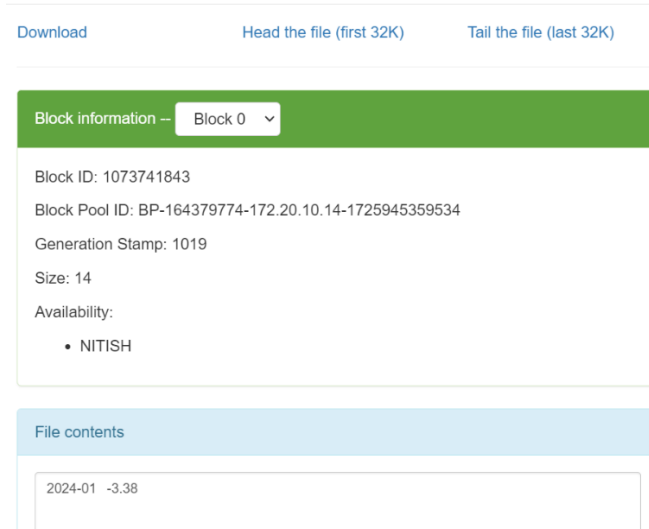 Download Head the file (first 32K) Tail the file (last 32K)
Block information -- Block 0
Block ID: 1073741843
Block Pool ID: BP-164379774-172.20.10.14-1725945359534
Generation Stamp: 1019
Size: 14
Availability:
• NITISH
File contents
2024-01 -3.38